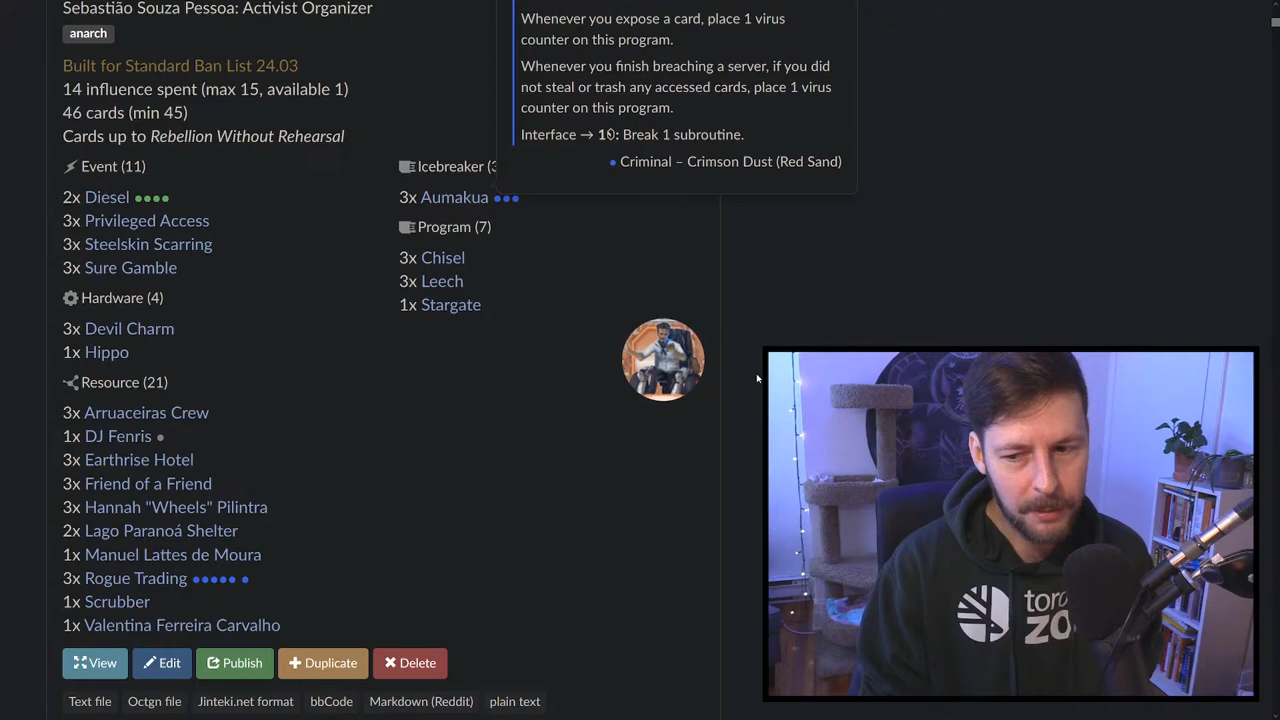 Sebastião Souza Pessoa: Activist Organizer
anarch
Built for Standard Ban List 24.03
14 influence spent (max 15, available 1)
46 cards (min 45)
Cards up to Rebellion Without Rehearsal
Event (11)
2x Diesel ●●●●
3x Privileged Access
3x Steelskin Scarring
3x Sure Gamble
Hardware (4)
3x Devil Charm
1x Hippo
Resource (21)
3x Arruaceiras Crew
1x DJ Fenris ●
3x Earthrise Hotel
3x Friend of a Friend
3x Hannah "Wheels" Pilintra
2x Lago Paranoá Shelter
1x Manuel Lattes de Moura
3x Rogue Trading ●●●●● ●
1x Scrubber
1x Valentina Ferreira Carvalho
Icebreaker (3
3x Aumakua ●●●
Program (7)
3x Chisel
3x Leech
1x Stargate
Whenever you expose a card, place 1 virus
counter on this program.
Whenever you finish breaching a server, if you did
not steal or trash any accessed cards, place 1 virus
counter on this program.
Interface → 1: Break 1 subroutine.
● Criminal – Crimson Dust (Red Sand)
View
Edit
Publish
Duplicate
Delete
Text file
Octgn file
Jinteki.net format
bbCode
Markdown (Reddit)
plain text